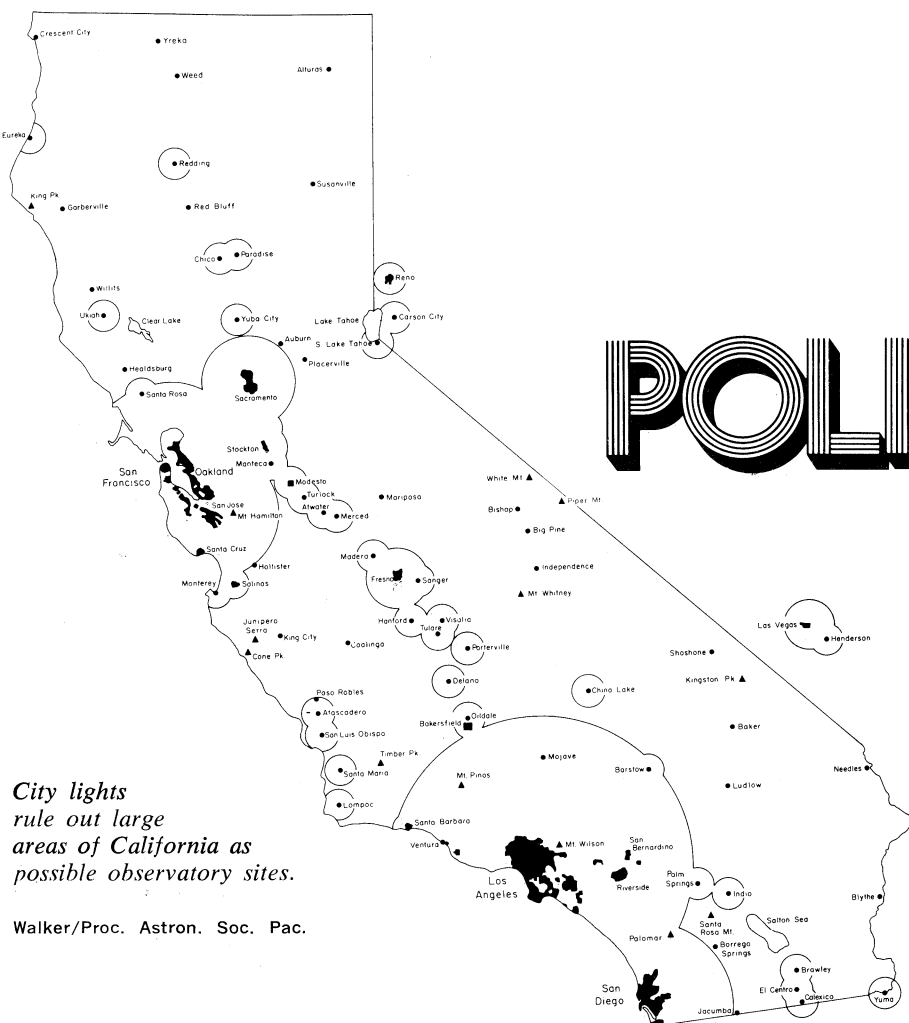 Crescent City
Yreka
Weed
Alturas
Eureka
Redding
Susanville
King Pk.
Garberville
Red Bluff
Chico
Paradise
Reno
Willits
Ukiah
Clear Lake
Yuba City
Lake Tahoe
Carson City
Auburn
S. Lake Tahoe
Placerville
Healdsburg
Santa Rosa
Sacramento
POLI
Stockton
Manteca
San
Francisco
Oakland
Modesto
Turlock
Atwater
Merced
Mariposa
White Mt.
Piper Mt.
Bishop
Big Pine
San Jose
Mt Hamilton
Santa Cruz
Hollister
Madera
Fresno
Sanger
Independence
Monterey
Salinas
Mt Whitney
Hanford
Visalia
Tulare
Las Vegas
Henderson
Junipero
Serra
King City
Coalinga
Porterville
Cone Pk.
Shoshone
Kingston Pk.
Delano
China Lake
Paso Robles
Atascadero
Oildale
Bakersfield
San Luis Obispo
Baker
Timber Pk.
Santa Maria
Mt. Pinos
Mojave
Barstow
Needles
Ludlow
Lompoc
Santa Barbara
Ventura
Mt. Wilson
San
Bernardino
Los
Angeles
Riverside
Palm
Springs
Indio
Blythe
Santa
Rosa Mt.
Salton Sea
Palomar
Borrego
Springs
Brawley
El Centro
Calexico
Yuma
San
Diego
Jacumba
City lights
rule out large
areas of California as
possible observatory sites.
Walker/Proc. Astron. Soc. Pac.